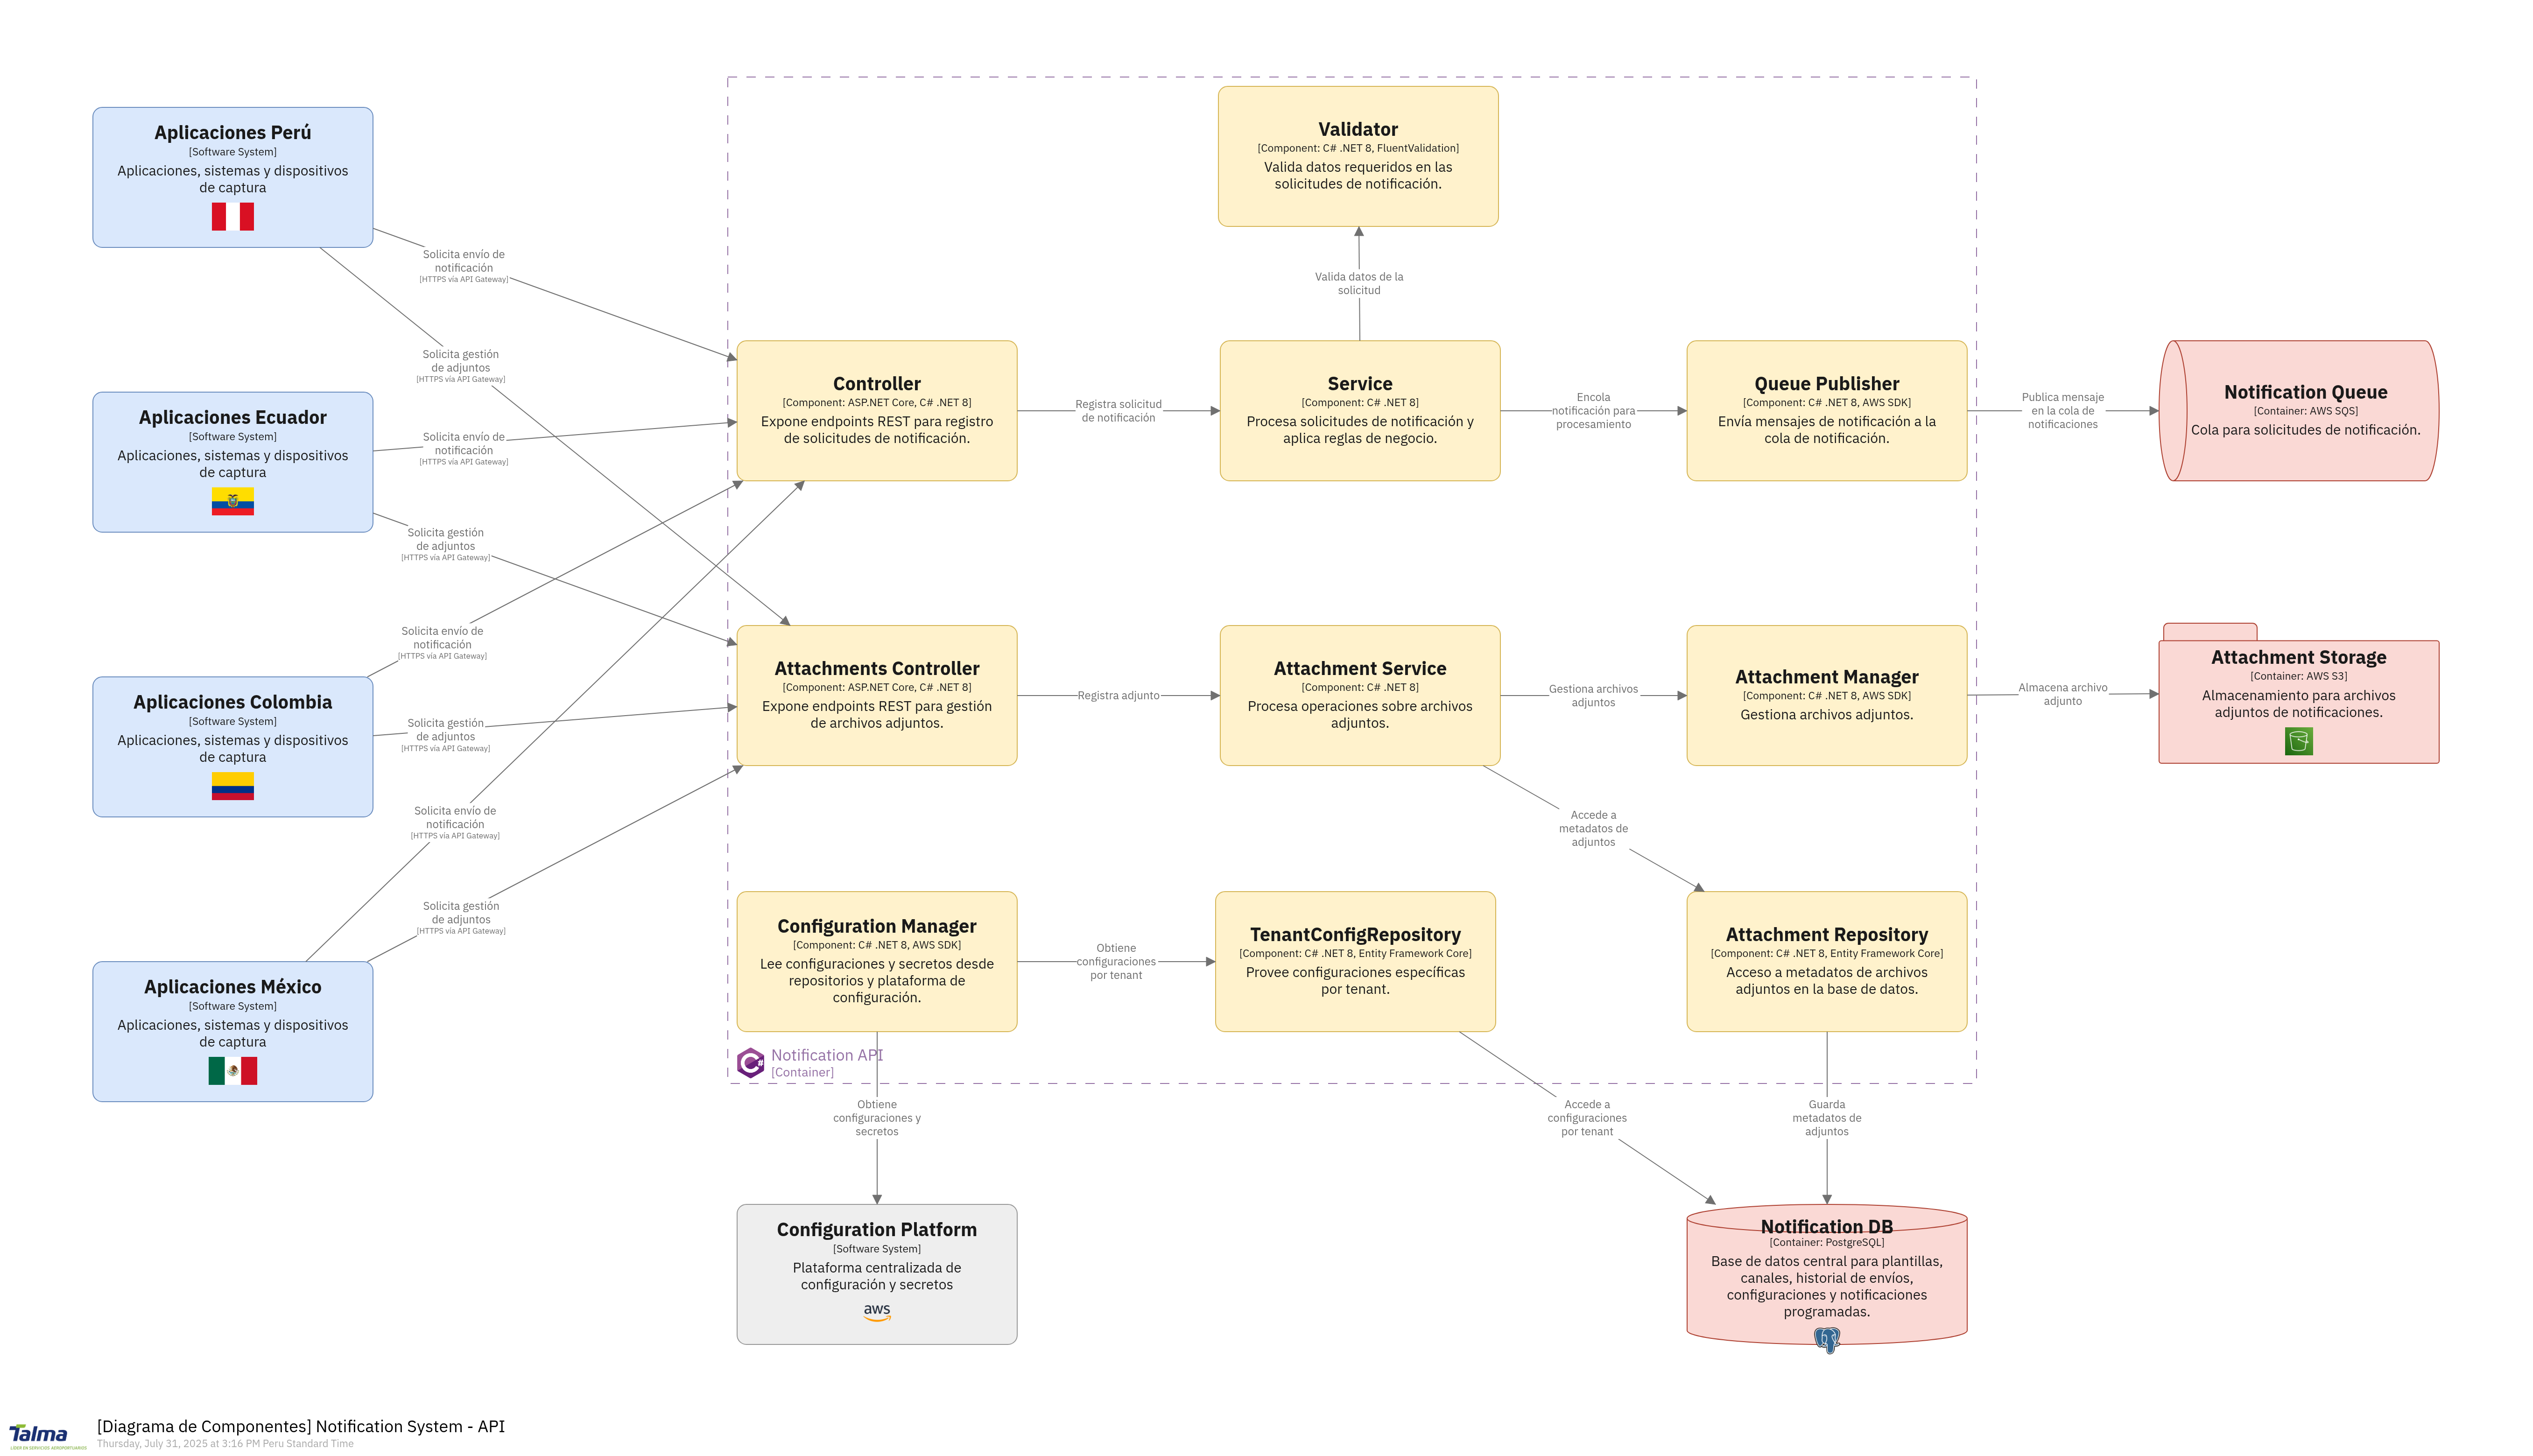 Aplicaciones Perú
[Software System]
Aplicaciones, sistemas y dispositivos
de captura
Aplicaciones Ecuador
[Software System]
Aplicaciones, sistemas y dispositivos
de captura
Aplicaciones Colombia
[Software System]
Aplicaciones, sistemas y dispositivos
de captura
Aplicaciones México
[Software System]
Aplicaciones, sistemas y dispositivos
de captura
Solicita envío de
notificación
[HTTPS vía API Gateway]
Solicita gestión
de adjuntos
[HTTPS vía API Gateway]
Solicita envío de
notificación
[HTTPS vía API Gateway]
Solicita gestión
de adjuntos
[HTTPS vía API Gateway]
Solicita envío de
notificación
[HTTPS vía API Gateway]
Solicita gestión
de adjuntos
[HTTPS vía API Gateway]
Solicita envío de
notificación
[HTTPS vía API Gateway]
Solicita gestión
de adjuntos
[HTTPS vía API Gateway]
Validator
[Component: C# .NET 8, FluentValidation]
Valida datos requeridos en las
solicitudes de notificación.
Valida datos de la
solicitud
Controller
[Component: ASP.NET Core, C# .NET 8]
Expone endpoints REST para registro
de solicitudes de notificación.
Registra solicitud
de notificación
Service
[Component: C# .NET 8]
Procesa solicitudes de notificación y
aplica reglas de negocio.
Encola
notificación para
procesamiento
Queue Publisher
[Component: C# .NET 8, AWS SDK]
Envía mensajes de notificación a la
cola de notificación.
Publica mensaje
en la cola de
notificaciones
Notification Queue
[Container: AWS SQS]
Cola para solicitudes de notificación.
Attachments Controller
[Component: ASP.NET Core, C# .NET 8]
Expone endpoints REST para gestión
de archivos adjuntos.
Registra adjunto
Attachment Service
[Component: C# .NET 8]
Procesa operaciones sobre archivos
adjuntos.
Gestiona archivos
adjuntos
Attachment Manager
[Component: C# .NET 8, AWS SDK]
Gestiona archivos adjuntos.
Almacena archivo
adjunto
Attachment Storage
[Container: AWS S3]
Almacenamiento para archivos
adjuntos de notificaciones.
Accede a
metadatos de
adjuntos
Configuration Manager
[Component: C# .NET 8, AWS SDK]
Lee configuraciones y secretos desde
repositorios y plataforma de
configuración.
Obtiene
configuraciones
por tenant
TenantConfigRepository
[Component: C# .NET 8, Entity Framework Core]
Provee configuraciones específicas
por tenant.
Attachment Repository
[Component: C# .NET 8, Entity Framework Core]
Acceso a metadatos de archivos
adjuntos en la base de datos.
Notification API
[Container]
Obtiene
configuraciones y
secretos
Accede a
configuraciones
por tenant
Guarda
metadatos de
adjuntos
Configuration Platform
[Software System]
Plataforma centralizada de
configuración y secretos
aws
Notification DB
[Container: PostgreSQL]
Base de datos central para plantillas,
canales, historial de envíos,
configuraciones y notificaciones
programadas.
Talma
LÍDER EN SERVICIOS AEROPORTUARIOS
[Diagrama de Componentes] Notification System - API
Thursday, July 31, 2025 at 3:16 PM Peru Standard Time